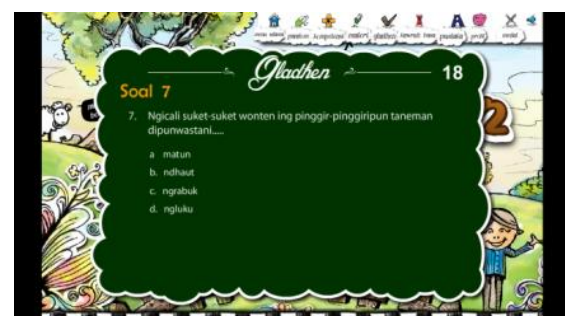 Gladhen
18
Soal 7
7. Ngicali suket-suket wonten ing pinggir-pinggiripun taneman
dipunwastani.....
a matun
b. ndhaut
c. ngrabuk
d. ngluku